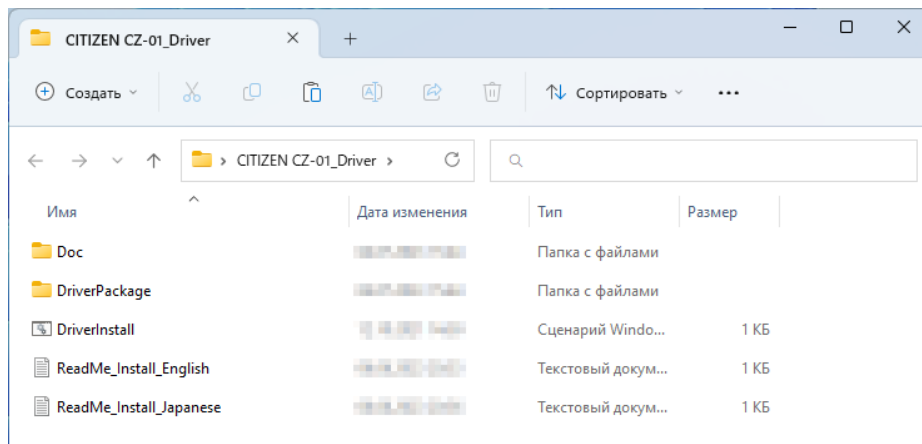 CITIZEN CZ-01_Driver
Создать
Сортировать
CITIZEN CZ-01_Driver
Имя Дата изменения Тип Размер
Doc Папка с файлами
DriverPackage Папка с файлами
DriverInstall Сценарий Windo... 1 КБ
ReadMe_Install_English Текстовый докум... 1 КБ
ReadMe_Install_Japanese Текстовый докум... 1 КБ